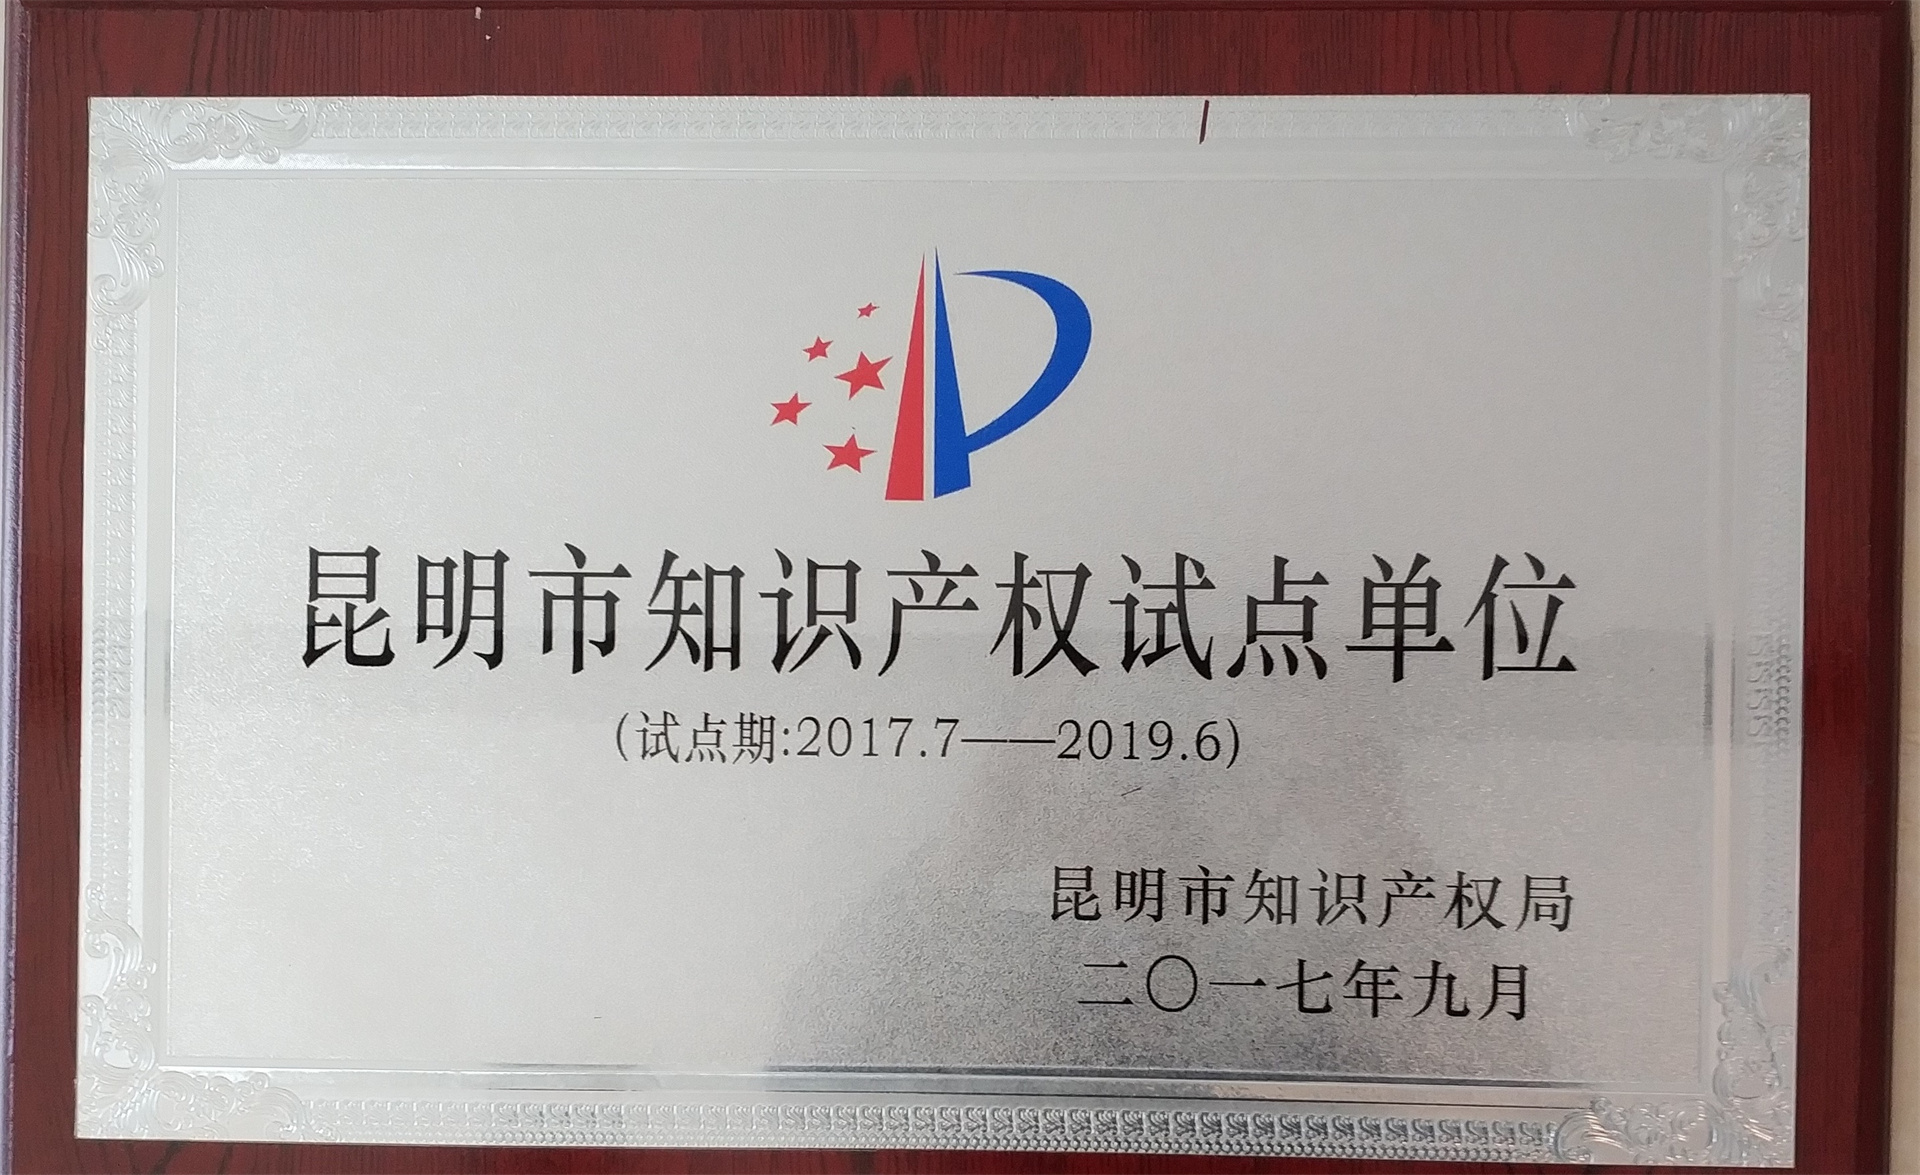 昆明市知识产权试点单位
(试点期:2017.7——2019.6)
昆明市知识产权局
二〇一七年九月